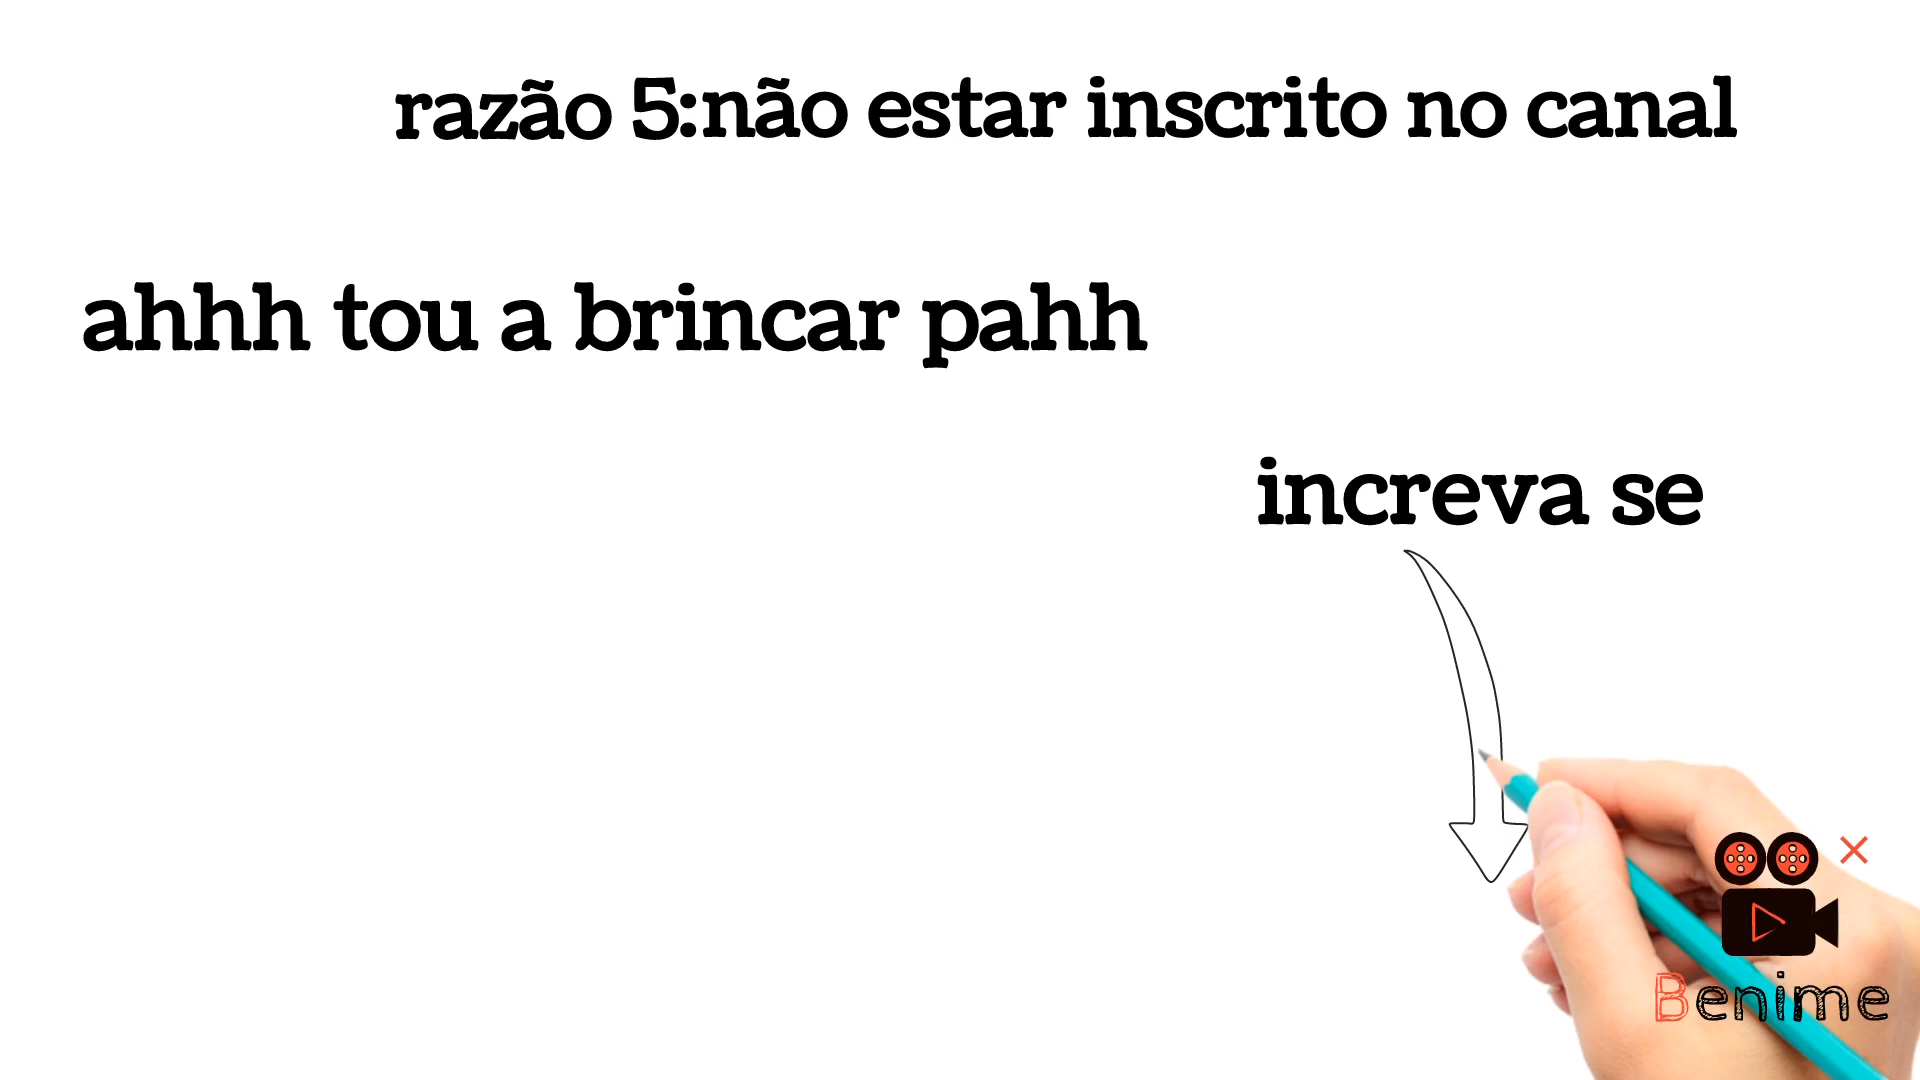 razão 5:não estar inscrito no canal
ahhh tou a brincar pahh
increva se
Benime